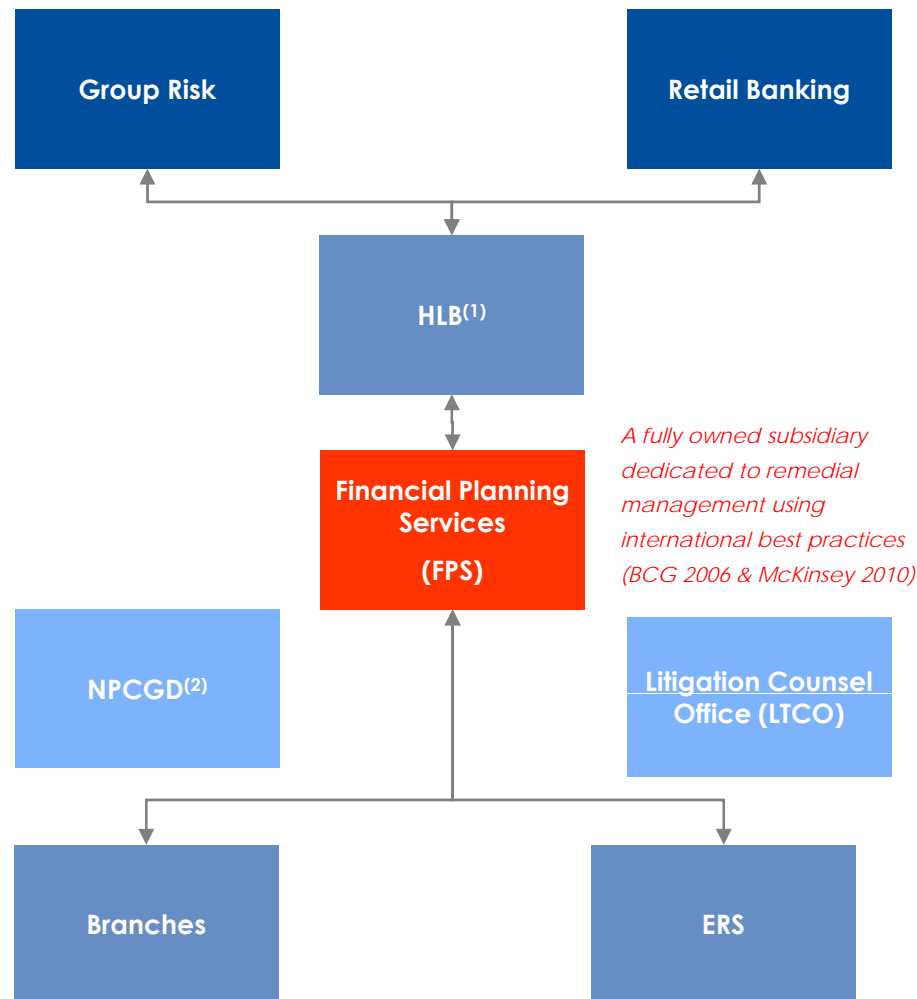 Group Risk
Retail Banking
HLB(1)
Financial Planning
Services
(FPS)
A fully owned subsidiary
dedicated to remedial
management using
international best practices
(BCG 2006 & McKinsey 2010)
NPCGD(2)
Litigation Counsel
Office (LTCO)
Branches
ERS